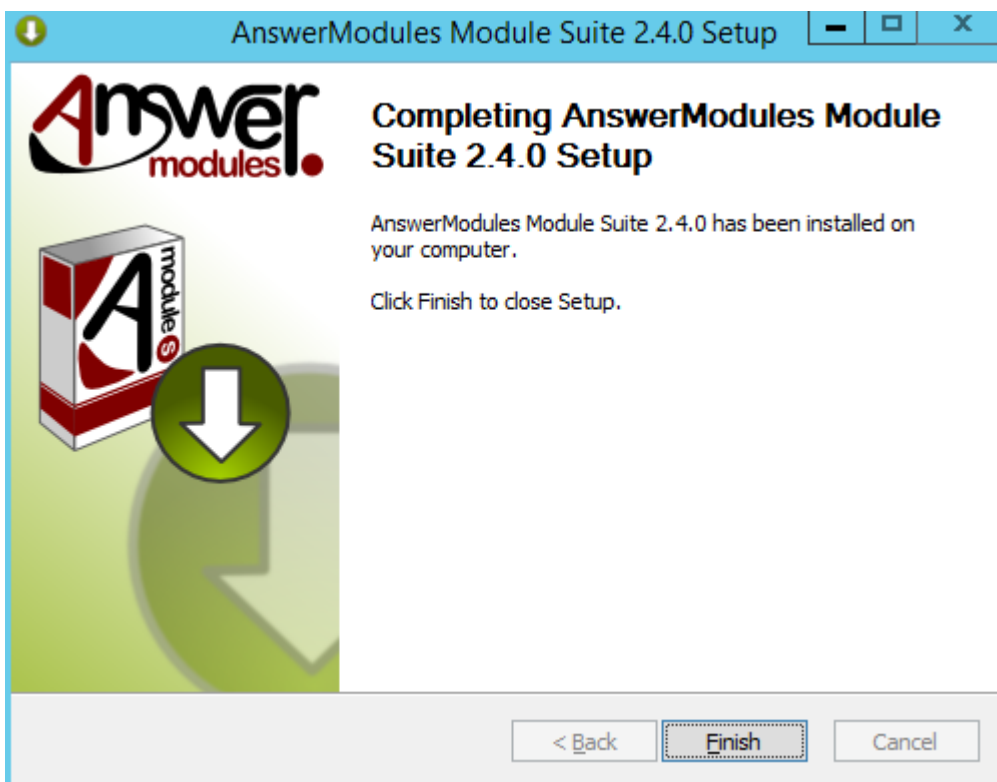 AnswerModules Module Suite 2.4.0 Setup
Answer
modules
Completing AnswerModules Module
Suite 2.4.0 Setup
AnswerModules Module Suite 2.4.0 has been installed on
your computer.
Click Finish to close Setup.
A
module s
< Back
Finish
Cancel